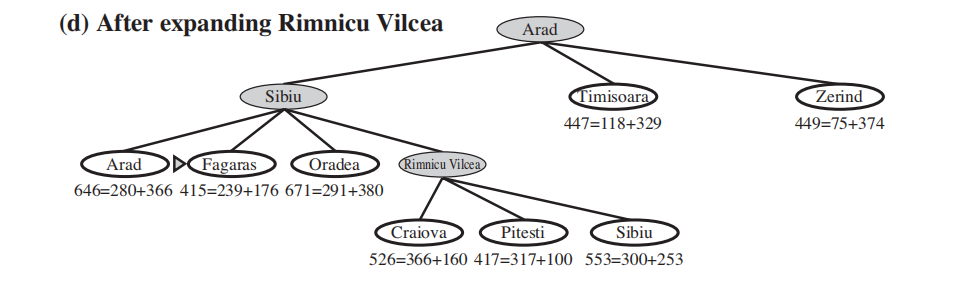 (d) After expanding Rimnicu Vilcea
Arad
Sibiu
Timisoara
Zerind
447=118+329
449=75+374
Arad
Fagaras
Oradea
Rimnicu Vilcea
646=280+366 415=239+176 671=291+380
Craiova
Pitesti
Sibiu
526=366+160 417=317+100 553=300+253